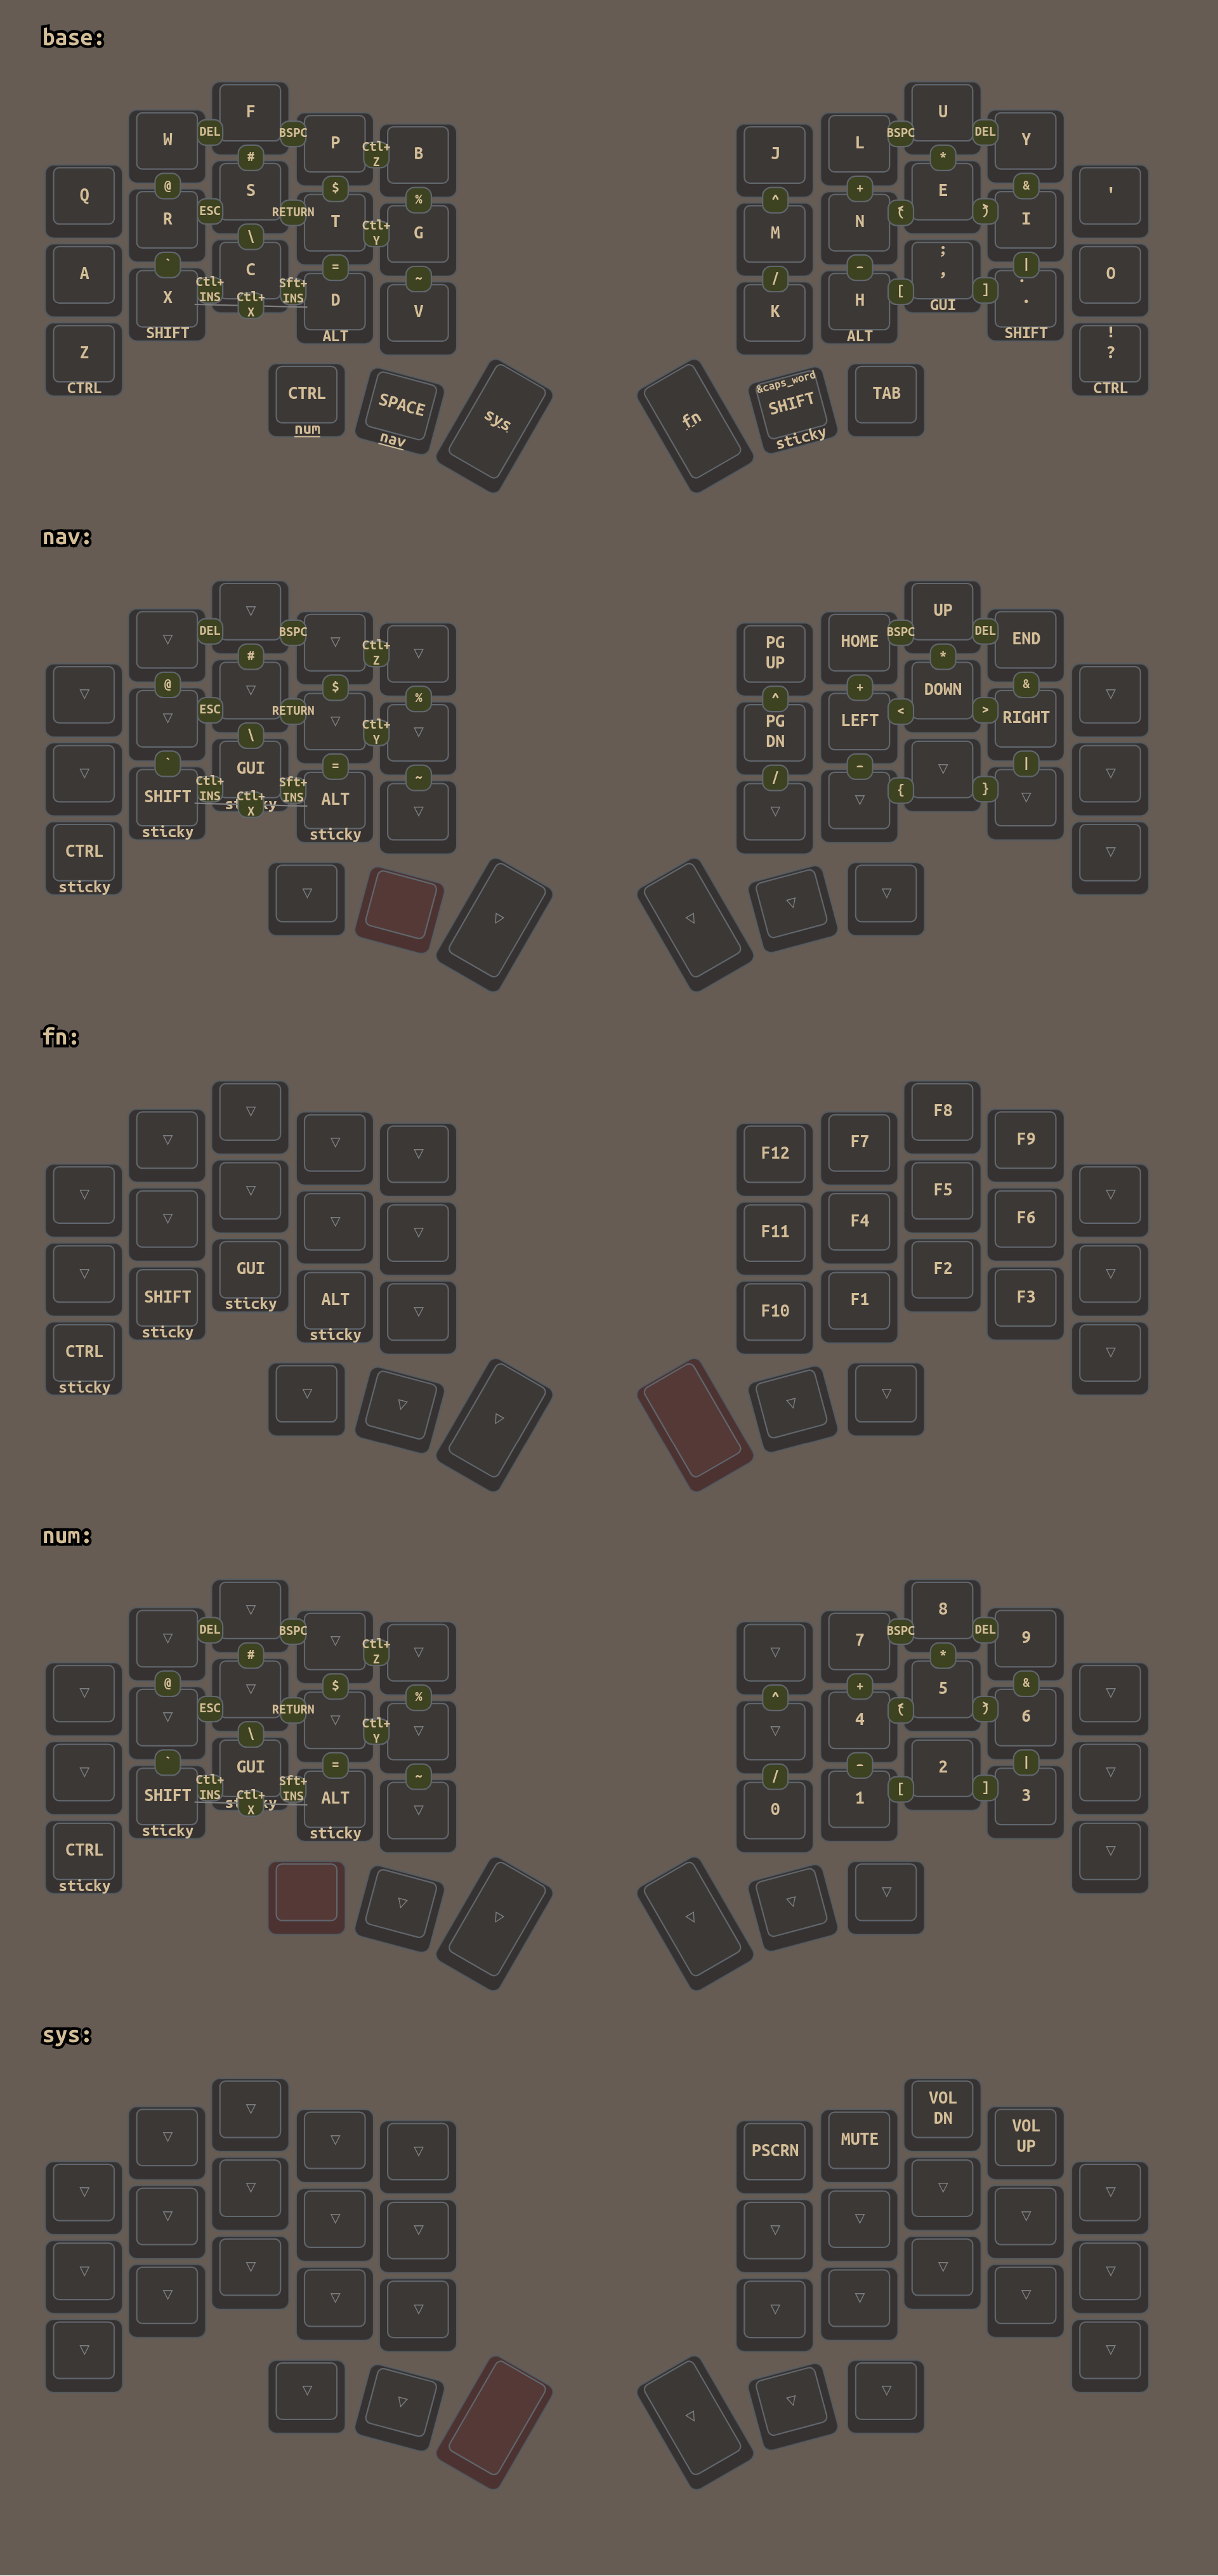 base:
F U
W DEL BSPC P L BSPC DEL Y
# Ctl+ Z B J *
@ $ % ^ + &
Q S E '
R ESC RETURN T Ctl+ Y G M N I
\ 
` = ~ / - |
A C ; , O
X Ctl+ INS Ctl+ X Sft+ INS D V K H [ ] .
SHIFT ALT ALT GUI SHIFT
Z ! ?
CTRL CTRL
CTRL SPACE sys fn &caps_word SHIFT TAB
num nav sticky
nav:
▽ UP
▽ DEL BSPC ▽ HOME BSPC DEL END
# Ctl+ Z ▽ PG UP *
@ $ % ^ + &
▽ ▽ DOWN ▽
▽ ESC RETURN ▽ Ctl+ Y ▽ PG DN LEFT < > RIGHT
\
` = ~ / - |
▽ GUI ▽ ▽
SHIFT Ctl+ INS Ctl+ X Sft+ INS ALT ▽ ▽ ▽ { } ▽
sticky sticky
CTRL ▽
sticky
▽ ▽ ▽ ▽ ▽
fn:
▽ F8
▽ ▽ ▽ F12 F7 F9
▽ ▽ F5 ▽
▽ ▽ ▽ F11 F4 F6
▽ GUI F2 ▽
sticky
SHIFT ALT ▽ F10 F1 F3
sticky sticky
CTRL ▽
sticky
▽ ▽ ▽ ▽ ▽
num:
▽ 8
▽ DEL BSPC ▽ 7 BSPC DEL 9
# Ctl+ Z ▽ ▽ *
@ $ % ^ + &
▽ ▽ 5 ▽
▽ ESC RETURN ▽ Ctl+ Y ▽ ▽ 4 6
\
` = ~ / - |
▽ GUI 2 ▽
SHIFT Ctl+ INS Ctl+ X Sft+ INS ALT ▽ 0 1 [ ] 3
sticky sticky
CTRL ▽
sticky
▽ ▽ ▽ ▽ ▽
sys:
▽ VOL DN
▽ ▽ ▽ PSCRN MUTE VOL UP
▽ ▽ ▽ ▽
▽ ▽ ▽ ▽ ▽ ▽
▽ ▽ ▽ ▽
▽ ▽ ▽ ▽ ▽ ▽
▽ ▽
▽ ▽ ▽ ▽ ▽